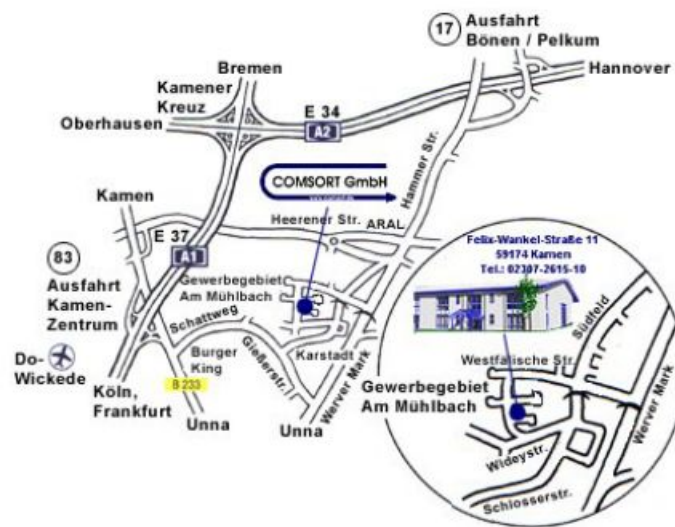 17
Ausfahrt
Bönen / Pelkum
Bremen
Hannover
Kamener
Kreuz
E 34
A2
Oberhausen
COMSORT GmbH
Hammer Str.
Kamen
Heerener Str.
ARAL
E 37
A1
83
Ausfahrt
Kamen-
Zentrum
Gewerbegebiet
Am Mühlbach
Schattweg
Do-
Wickede
Burger
King
Gießerstr.
Karstadt
Werver Mark
B 233
Köln,
Frankfurt
Unna
Unna
Felix-Wankel-Straße 11
59174 Kamen
Tel.: 02307-2615-10
Südfeld
Westfälische Str.
Gewerbegebiet
Am Mühlbach
Werver Mark
Wideystr.
Schlosserstr.